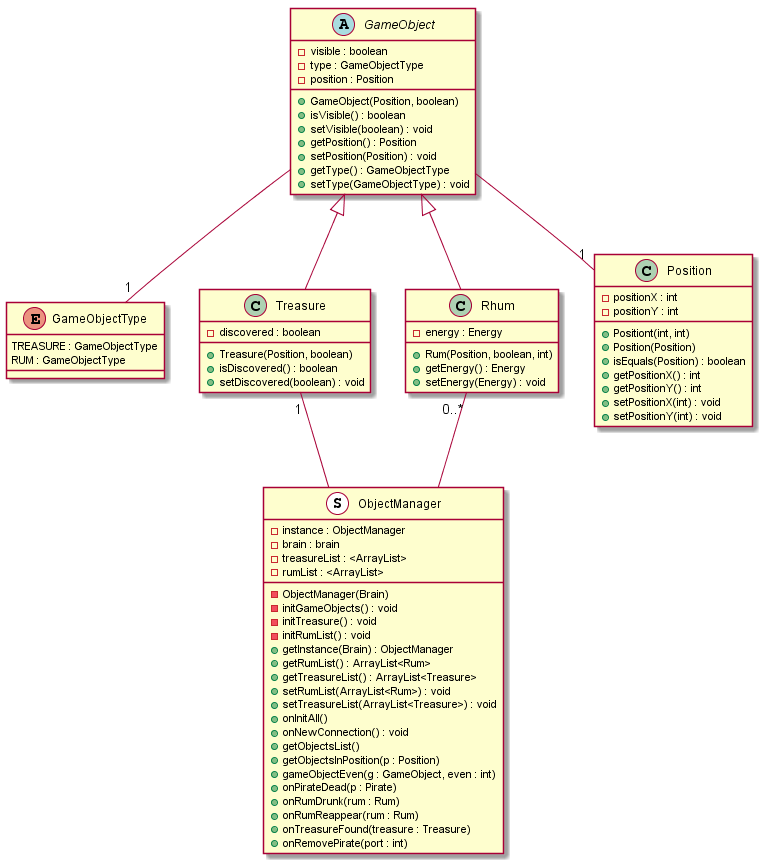 A GameObject
visible : boolean
type : GameObjectType
position : Position
GameObject(Position, boolean)
isVisible() : boolean
setVisible(boolean) : void
getPosition() : Position
setPosition(Position) : void
getType() : GameObjectType
setType(GameObjectType) : void
1
1
E GameObjectType
TREASURE : GameObjectType
RUM : GameObjectType
C Treasure
discovered : boolean
Treasure(Position, boolean)
isDiscovered() : boolean
setDiscovered(boolean) : void
C Rhum
energy : Energy
Rum(Position, boolean, int)
getEnergy() : Energy
setEnergy(Energy) : void
C Position
positionX : int
positionY : int
Positiont(int, int)
Position(Position)
isEquals(Position) : boolean
getPositionX() : int
getPositionY() : int
setPositionX(int) : void
setPositionY(int) : void
1
0..*
S ObjectManager
instance : ObjectManager
brain : brain
treasureList : <ArrayList>
rumList : <ArrayList>
ObjectManager(Brain)
initGameObjects() : void
initTreasure() : void
initRumList() : void
getInstance(Brain) : ObjectManager
getRumList() : ArrayList<Rum>
getTreasureList() : ArrayList<Treasure>
setRumList(ArrayList<Rum>) : void
setTreasureList(ArrayList<Treasure>) : void
onInitAll()
onNewConnection() : void
getObjectsList()
getObjectsInPosition(p : Position)
gameObjectEven(g : GameObject, even : int)
onPirateDead(p : Pirate)
onRumDrunk(rum : Rum)
onRumReappear(rum : Rum)
onTreasureFound(treasure : Treasure)
onRemovePirate(port : int)